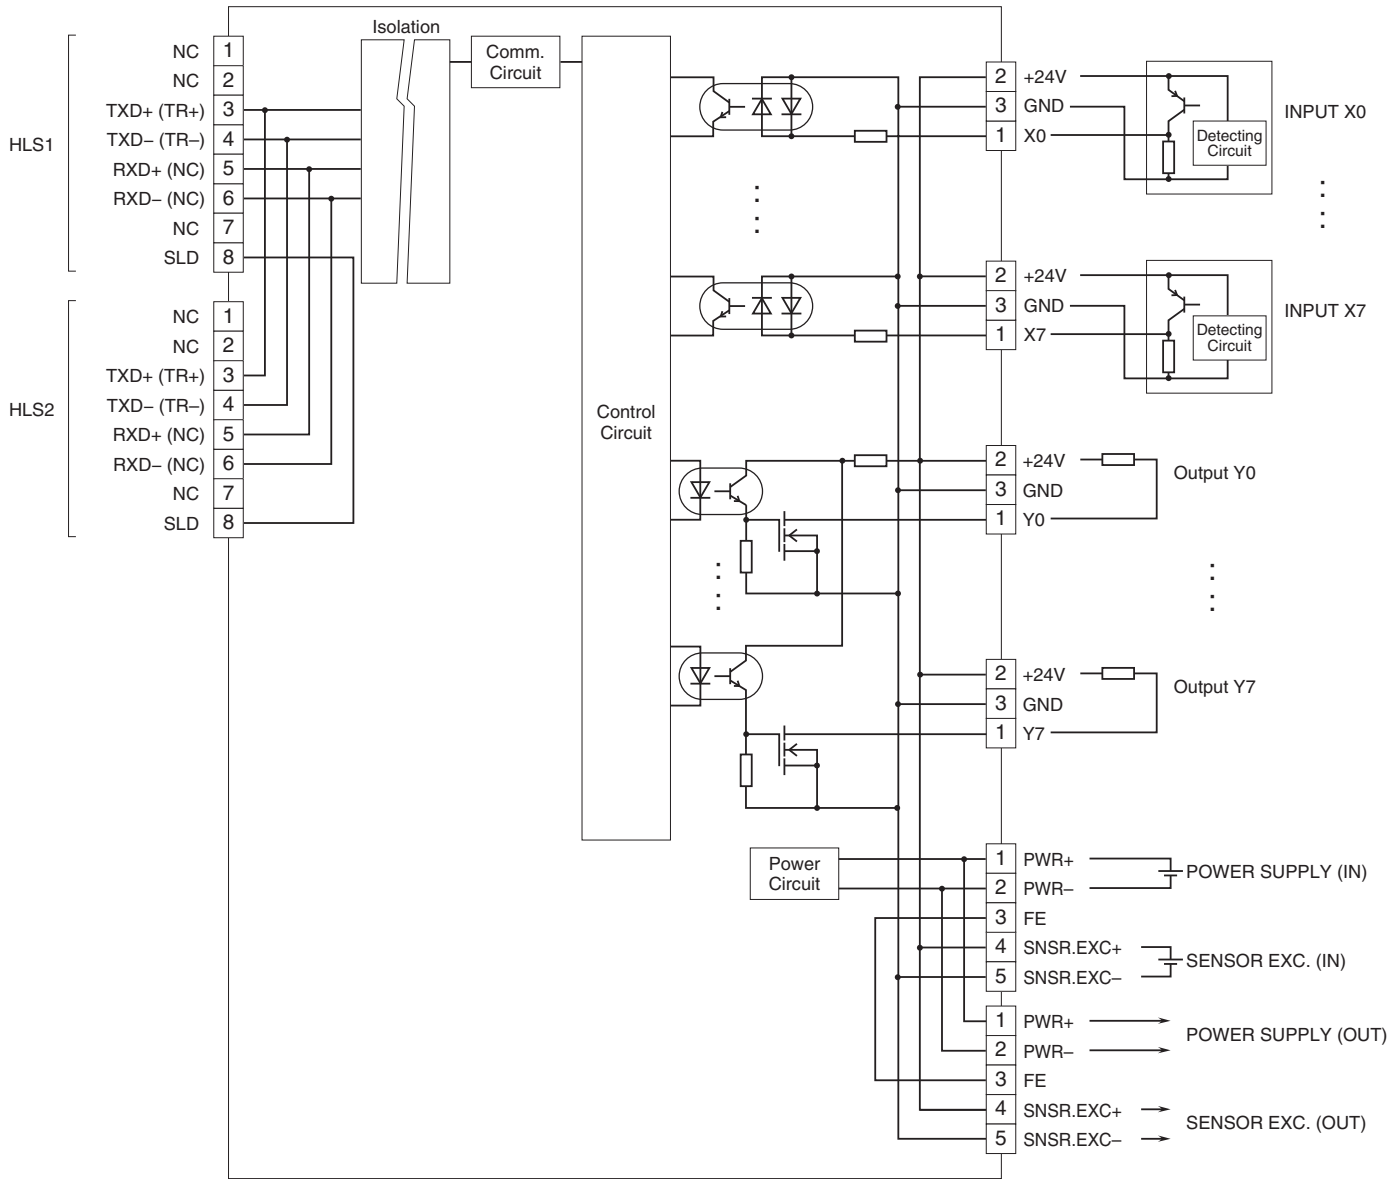 Isolation
Comm.
Circuit
Control
Circuit
HLS1
NC 1
NC 2
TXD+ (TR+) 3
TXD– (TR–) 4
RXD+ (NC) 5
RXD– (NC) 6
NC 7
SLD 8
HLS2
NC 1
NC 2
TXD+ (TR+) 3
TXD– (TR–) 4
RXD+ (NC) 5
RXD– (NC) 6
NC 7
SLD 8
2 +24V
3 GND
1 X0
Detecting
Circuit
INPUT X0
2 +24V
3 GND
1 X7
Detecting
Circuit
INPUT X7
2 +24V
3 GND
1 Y0
Output Y0
2 +24V
3 GND
1 Y7
Output Y7
Power
Circuit
1 PWR+
2 PWR–
POWER SUPPLY (IN)
3 FE
4 SNSR.EXC+
5 SNSR.EXC–
SENSOR EXC. (IN)
1 PWR+
2 PWR–
POWER SUPPLY (OUT)
3 FE
4 SNSR.EXC+
5 SNSR.EXC–
SENSOR EXC. (OUT)